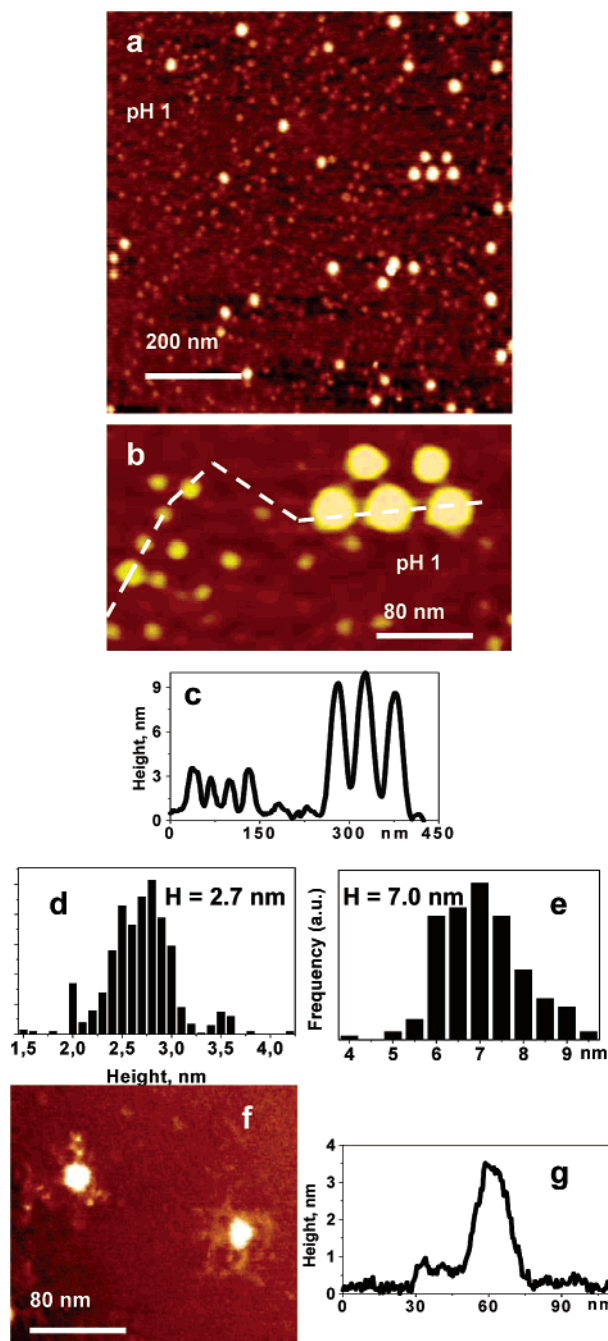 a
pH 1
200 nm
b
pH 1
80 nm
c
Height, nm
9
6
3
0
0 150 300 nm 450
d
H = 2.7 nm
1,5 2,0 2,5 3,0 3,5 4,0
Height, nm
H = 7.0 nm
e
Frequency (a.u.)
4 5 6 7 8 9 nm
f
80 nm
g
Height, nm
4
3
2
1
0
0 30 60 90 nm